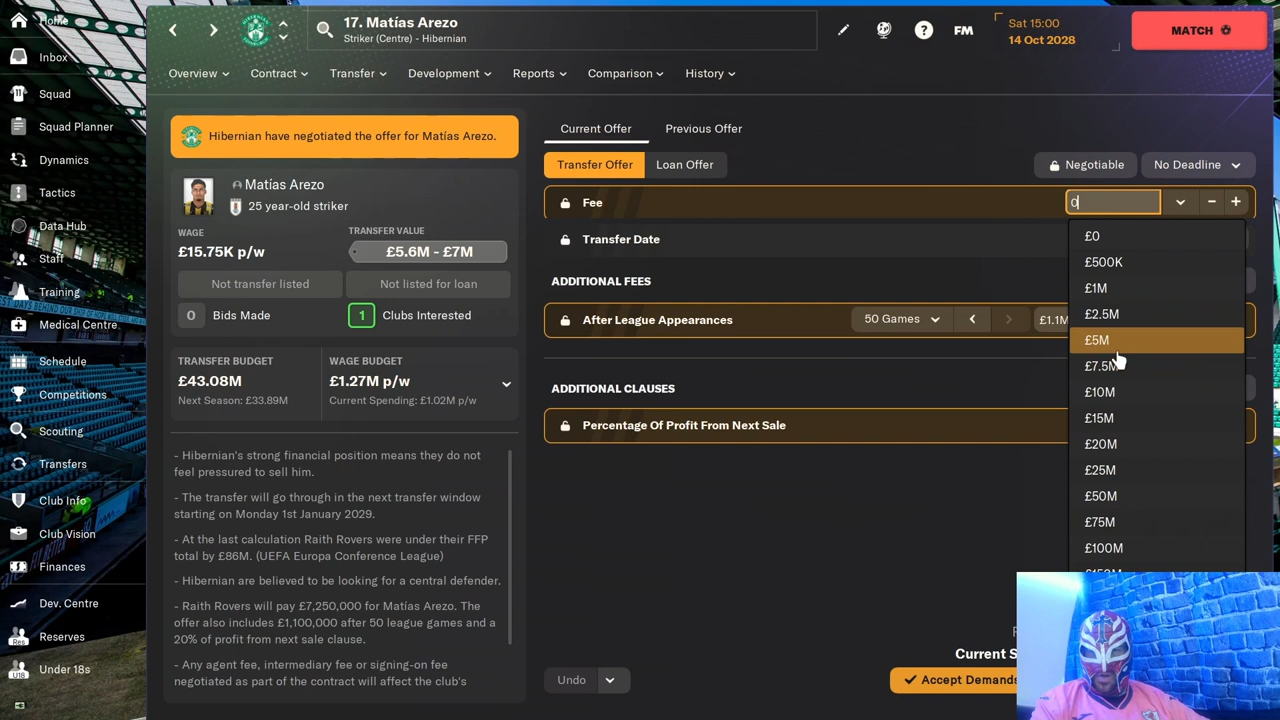 Home
Inbox
Squad
Squad Planner
Dynamics
Tactics
Data Hub
Staff
Training
Medical Centre
Schedule
Competitions
Scouting
Transfers
Club Info
Club Vision
Finances
Dev. Centre
Reserves
Under 18s
17. Matías Arezo
Striker (Centre) - Hibernian
FM
Sat 15:00
14 Oct 2028
MATCH
Overview
Contract
Transfer
Development
Reports
Comparison
History
Hibernian have negotiated the offer for Matías Arezo.
Matías Arezo
25 year-old striker
WAGE
£15.75K p/w
TRANSFER VALUE
£5.6M - £7M
Not transfer listed
Not listed for loan
0 Bids Made
1 Clubs Interested
TRANSFER BUDGET
£43.08M
Next Season: £33.89M
WAGE BUDGET
£1.27M p/w
Current Spending: £1.02M p/w
- Hibernian's strong financial position means they do not
feel pressured to sell him.
- The transfer will go through in the next transfer window
starting on Monday 1st January 2029.
- At the last calculation Raith Rovers were under their FFP
total by £86M. (UEFA Europa Conference League)
- Hibernian are believed to be looking for a central defender.
- Raith Rovers will pay £7,250,000 for Matías Arezo. The
offer also includes £1,100,000 after 50 league games and a
20% of profit from next sale clause.
- Any agent fee, intermediary fee or signing-on fee
negotiated as part of the contract will affect the club's
Current Offer
Previous Offer
Transfer Offer
Loan Offer
Negotiable
No Deadline
Fee
0
Transfer Date
ADDITIONAL FEES
After League Appearances
50 Games
£1.1M
ADDITIONAL CLAUSES
Percentage Of Profit From Next Sale
£0
£500K
£1M
£2.5M
£5M
£7.5M
£10M
£15M
£20M
£25M
£50M
£75M
£100M
Undo
Current S
Accept Demands